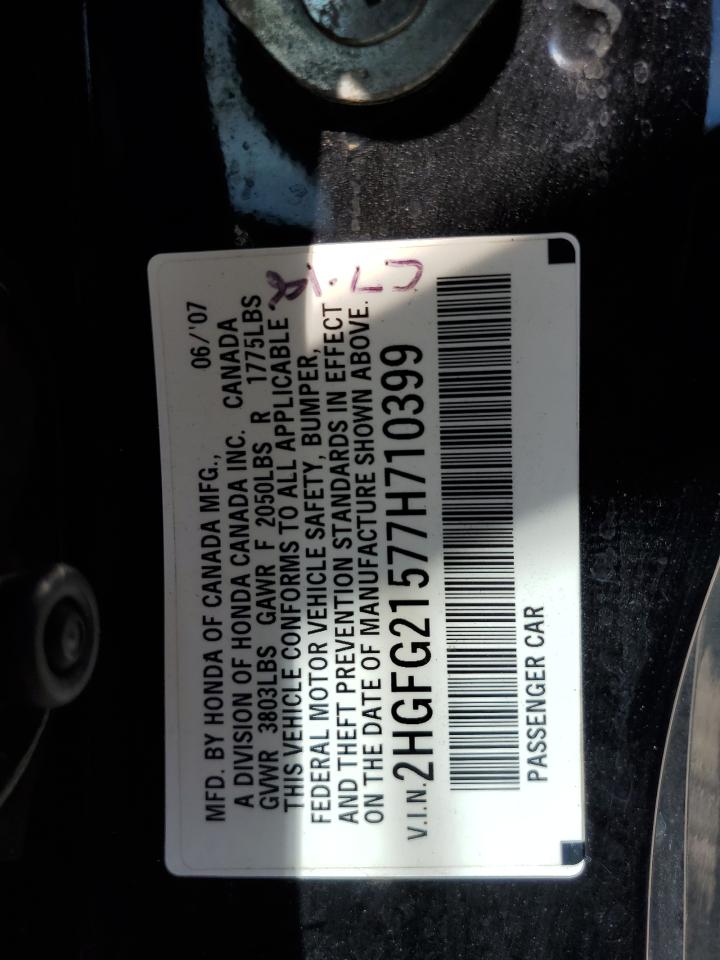 MFD. BY HONDA OF CANADA MFG., 06/'07
A DIVISION OF HONDA CANADA INC. CANADA
GVWR 3803LBS GAWR F 2050LBS R 1775LBS
THIS VEHICLE CONFORMS TO ALL APPLICABLE
FEDERAL MOTOR VEHICLE SAFETY, BUMPER,
AND THEFT PREVENTION STANDARDS IN EFFECT
ON THE DATE OF MANUFACTURE SHOWN ABOVE.
V.I.N. 2HGFG21577H710399
PASSENGER CAR